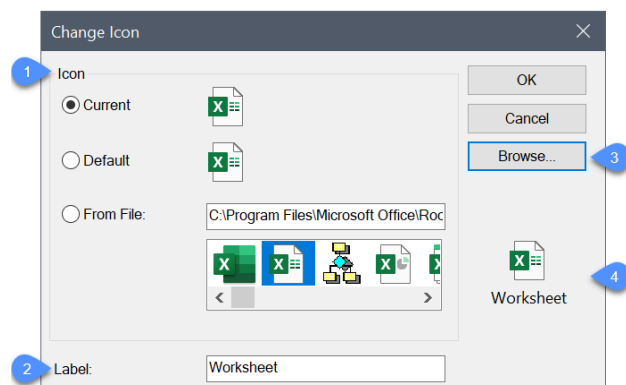 Change Icon
1
Icon
OK
Current
Cancel
Default
Browse...
3
From File:
C:\Program Files\Microsoft Office\Roo
4
Worksheet
2
Label:
Worksheet